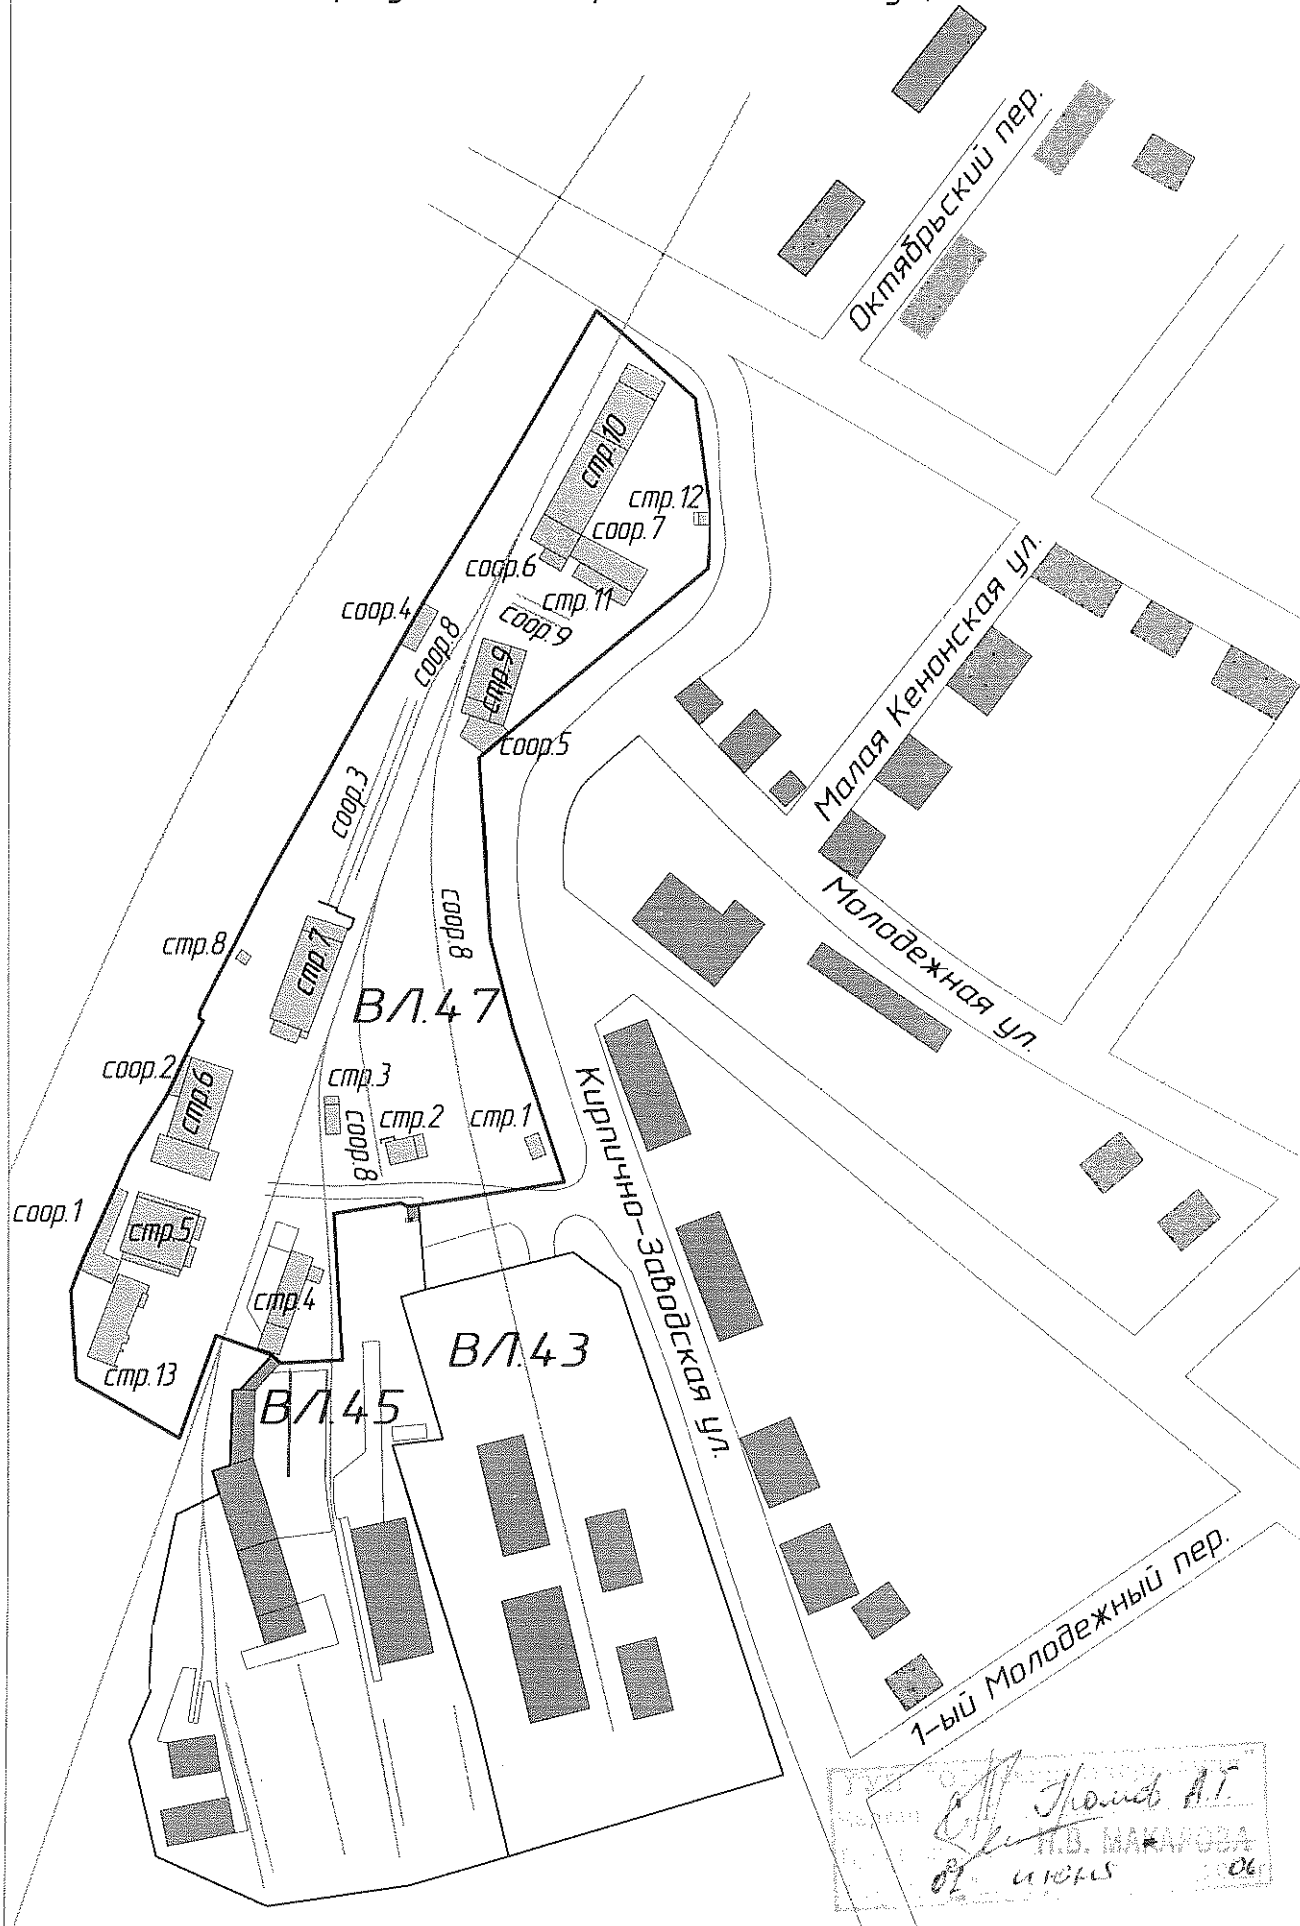 Октябрьский пер.
стр.10
стр.12
соор.7
соор.6
стр.11
соор.4
соор.9
соор.8
стр.9
Малая Кенонская ул.
соор.5
соор.3
Молодежная ул.
соор.8
стр.8
стр.7
ВЛ.47
соор.2
стр.6
стр.3
Кирпично-Заводская ул.
стр.2
стр.1
соор.8
соор.1
стр.5
стр.4
ВЛ.43
стр.13
ВЛ.45
1-ый Молодежный пер.
А.Г.
Н.В. МАКАРОВА
июня 06